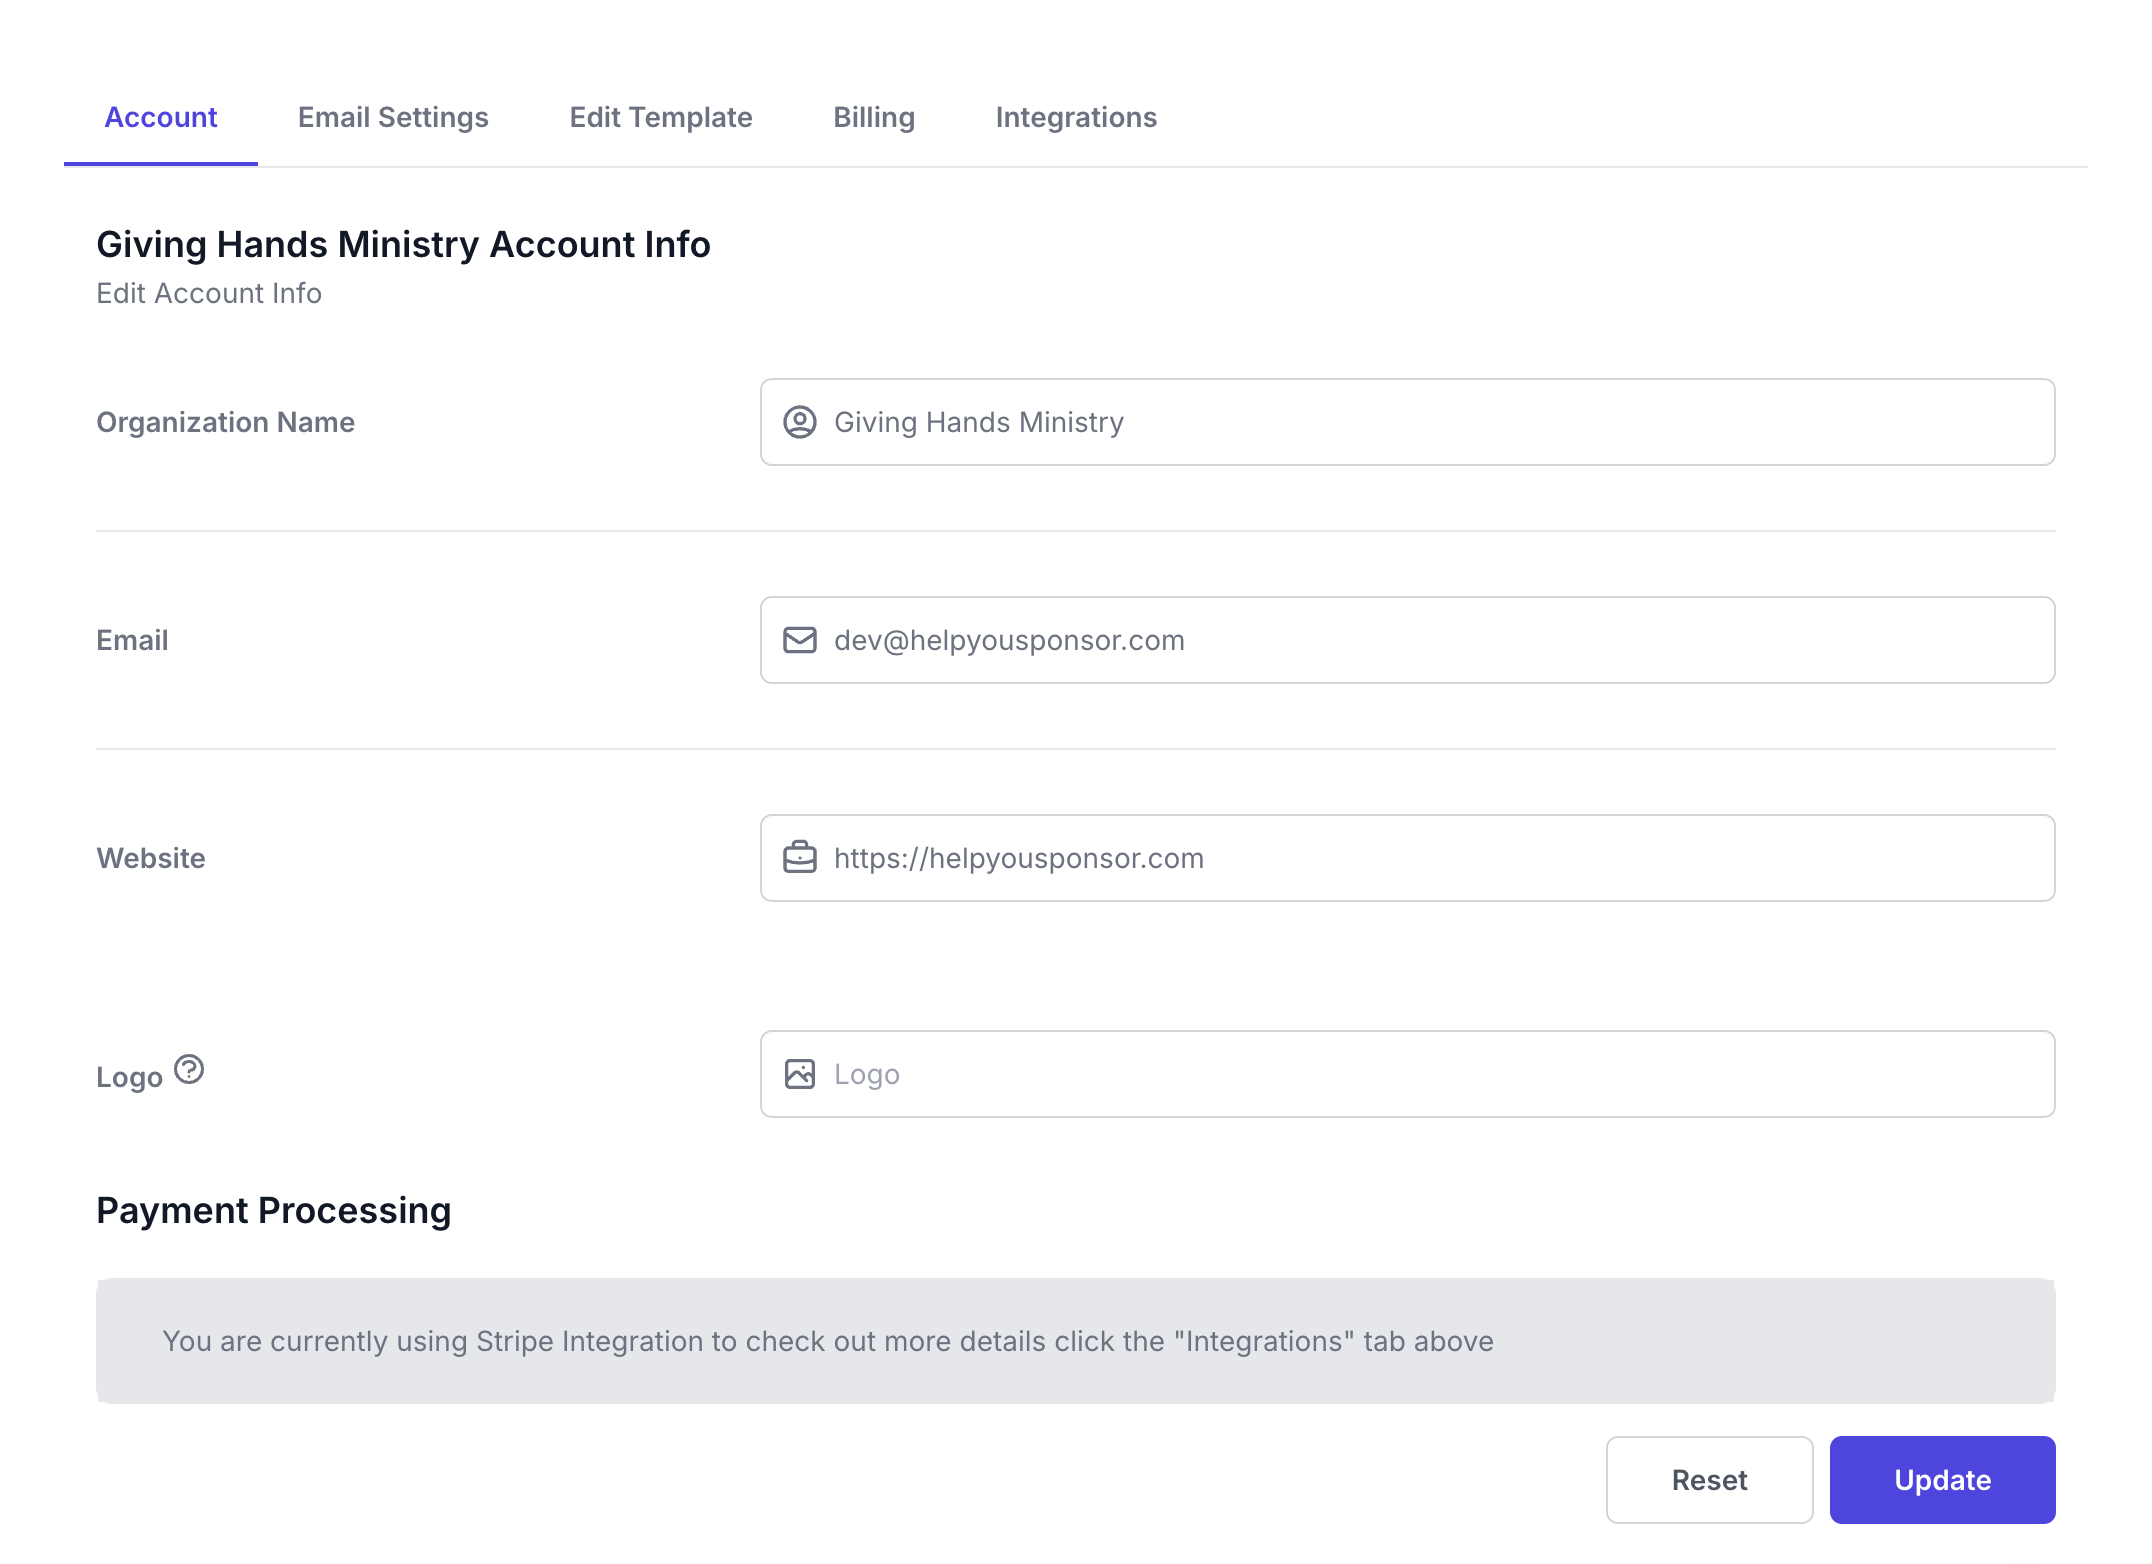 Account Email Settings Edit Template Billing Integrations
Giving Hands Ministry Account Info
Edit Account Info
Organization Name Giving Hands Ministry
Email dev@helpyousponsor.com
Website https://helpyousponsor.com
Logo Logo
Payment Processing
You are currently using Stripe Integration to check out more details click the "Integrations" tab above
Reset Update